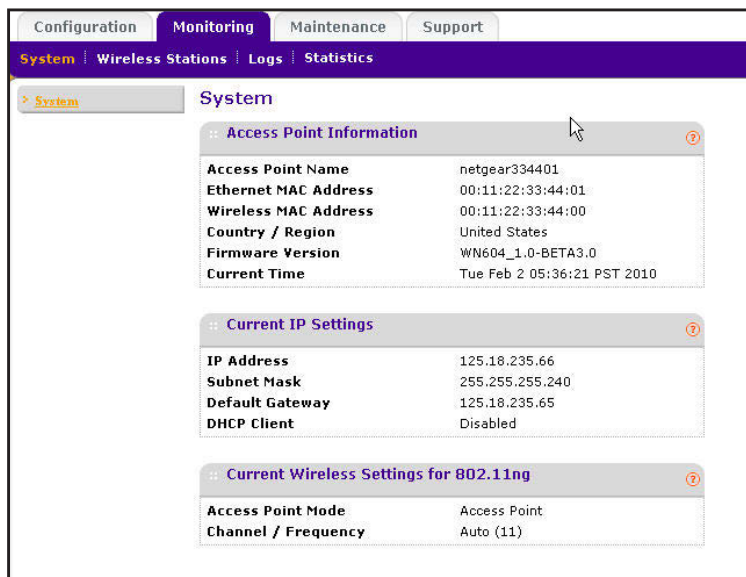 Configuration Monitoring Maintenance Support
System Wireless Stations Logs Statistics
> System
System
:: Access Point Information ?
Access Point Name netgear334401
Ethernet MAC Address 00:11:22:33:44:01
Wireless MAC Address 00:11:22:33:44:00
Country / Region United States
Firmware Version WN604_1.0-BETA3.0
Current Time Tue Feb 2 05:36:21 PST 2010
:: Current IP Settings ?
IP Address 125.18.235.66
Subnet Mask 255.255.255.240
Default Gateway 125.18.235.65
DHCP Client Disabled
:: Current Wireless Settings for 802.11ng ?
Access Point Mode Access Point
Channel / Frequency Auto (11)